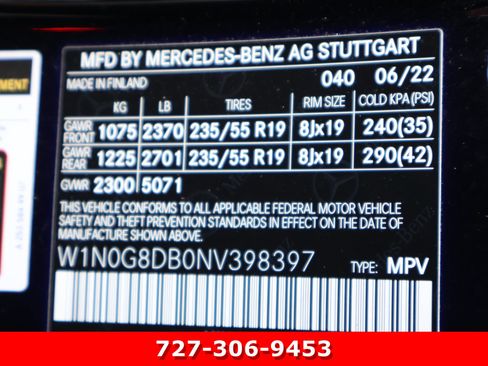 MFD BY MERCEDES-BENZ AG STUTTGART
MADE IN FINLAND 040 06/22
KG LB TIRES RIM SIZE COLD KPA(PSI)
GAWR FRONT 1075 2370 235/55 R19 8Jx19 240(35)
GAWR REAR 1225 2701 235/55 R19 8Jx19 290(42)
GVWR 2300 5071
THIS VEHICLE CONFORMS TO ALL APPLICABLE FEDERAL MOTOR VEHICLE
SAFETY AND THEFT PREVENTION STANDARDS IN EFFECT ON THE DATE
OF MANUFACTURE SHOWN ABOVE.
W1N0G8DB0NV398397 TYPE: MPV
727-306-9453